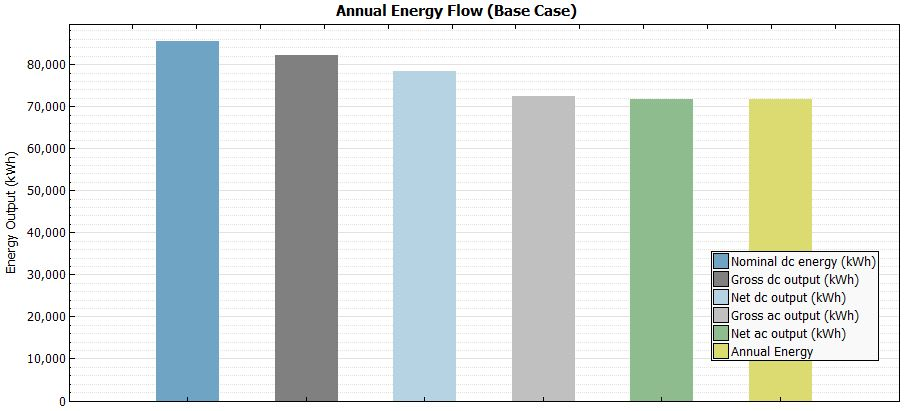 Annual Energy Flow (Base Case)
80,000
70,000
60,000
50,000
40,000
30,000
20,000
10,000
0
Energy Output (kWh)
Nominal dc energy (kWh)
Gross dc output (kWh)
Net dc output (kWh)
Gross ac output (kWh)
Net ac output (kWh)
Annual Energy